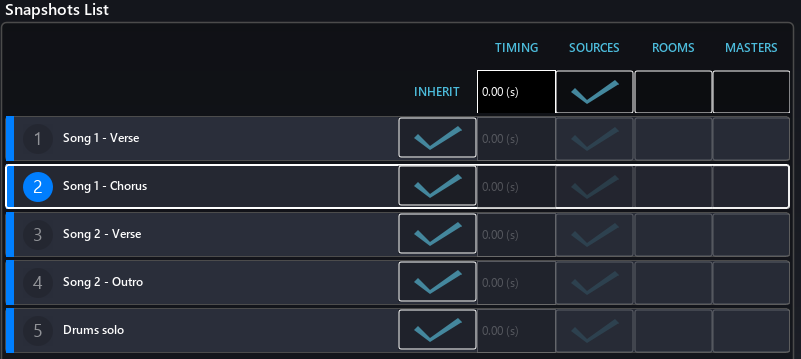 Snapshots List
TIMING SOURCES ROOMS MASTERS
INHERIT 0.00 (s)
1 Song 1 - Verse 0.00 (s)
2 Song 1 - Chorus 0.00 (s)
3 Song 2 - Verse 0.00 (s)
4 Song 2 - Outro 0.00 (s)
5 Drums solo 0.00 (s)